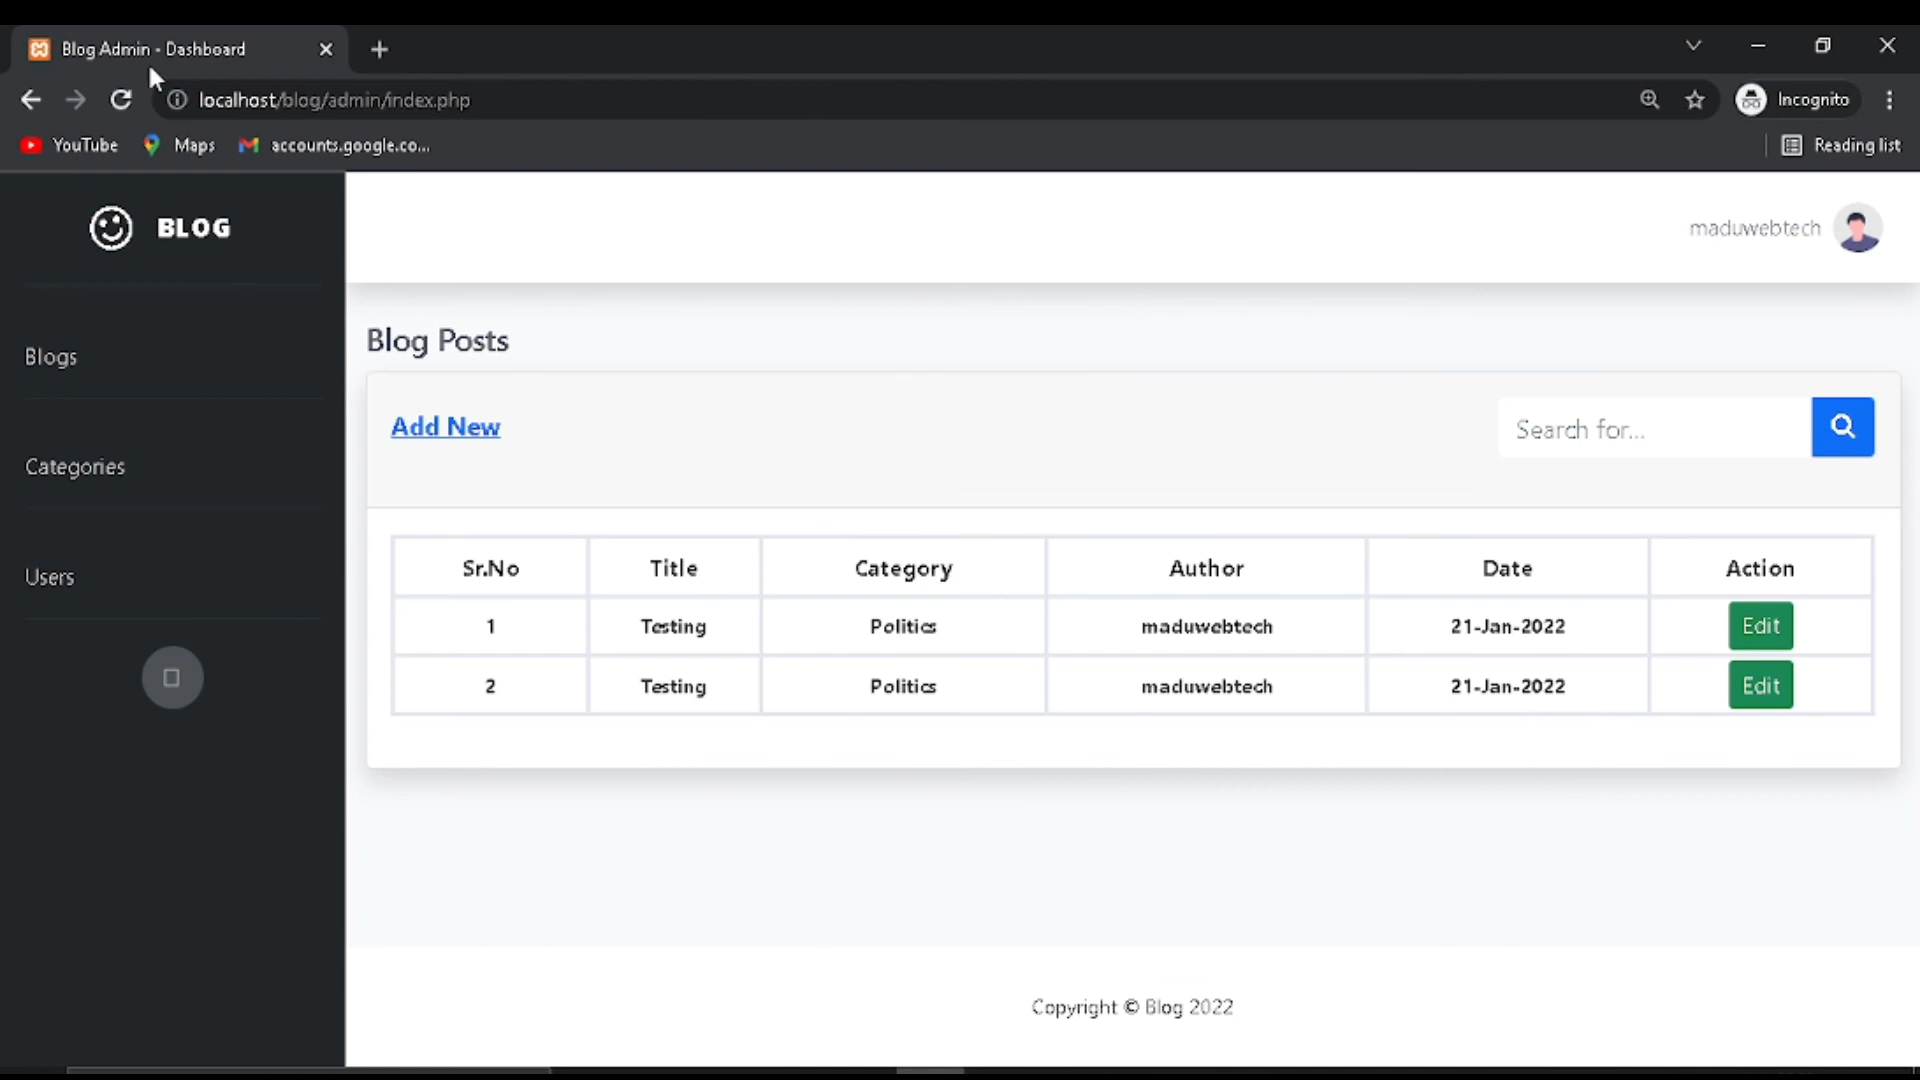 Blog Admin - Dashboard
localhost/blog/admin/index.php
Incognito
YouTube Maps accounts.google.co...
Reading list
BLOG
maduwebtech
Blogs
Categories
Users
Blog Posts
Add New
Search for...
Sr.No Title Category Author Date Action
1 Testing Politics maduwebtech 21-Jan-2022 Edit
2 Testing Politics maduwebtech 21-Jan-2022 Edit
Copyright © Blog 2022